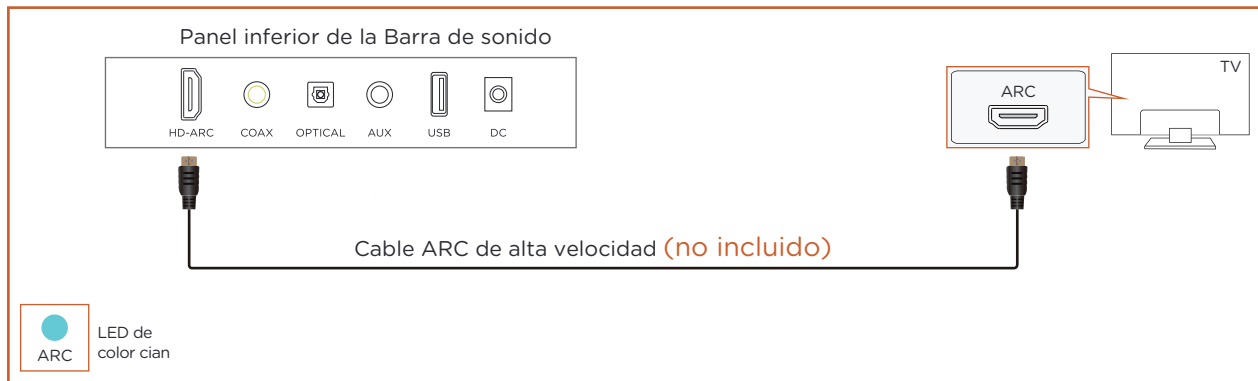 Panel inferior de la Barra de sonido
HD-ARC COAX OPTICAL AUX USB DC
TV
ARC
Cable ARC de alta velocidad (no incluido)
ARC
LED de
color cian